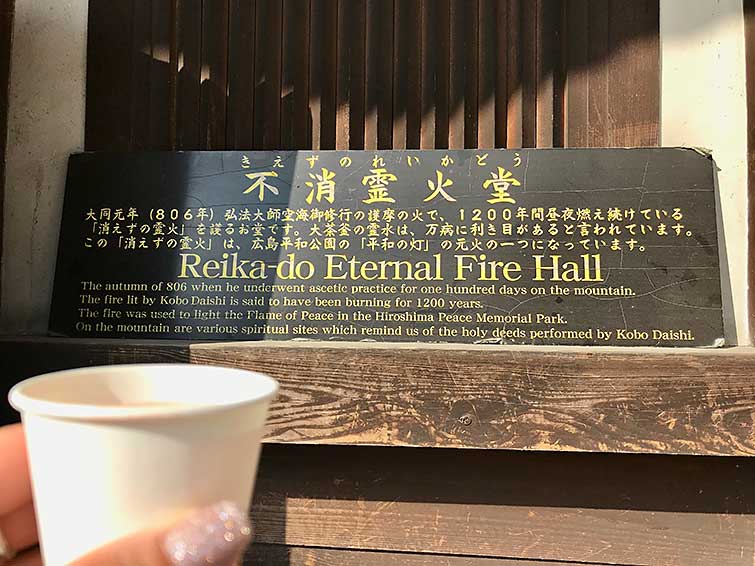 きえずのれいかどう
不消霊火堂
大同元年（806年）弘法大師空海御修行の護摩の火で、1200年間昼夜燃え続けている
「消えずの霊火」を護るお堂です。大茶釜の霊水は、万病に利き目があると言われています。
この「消えずの霊火」は、広島平和公園の「平和の灯」の元火の一つになっています。
Reika-do Eternal Fire Hall
The autumn of 806 when he underwent ascetic practice for one hundred days on the mountain.
The fire lit by Kobo Daishi is said to have been burning for 1200 years.
The fire was used to light the Flame of Peace in the Hiroshima Peace Memorial Park.
On the mountain are various spiritual sites which remind us of the holy deeds performed by Kobo Daishi.